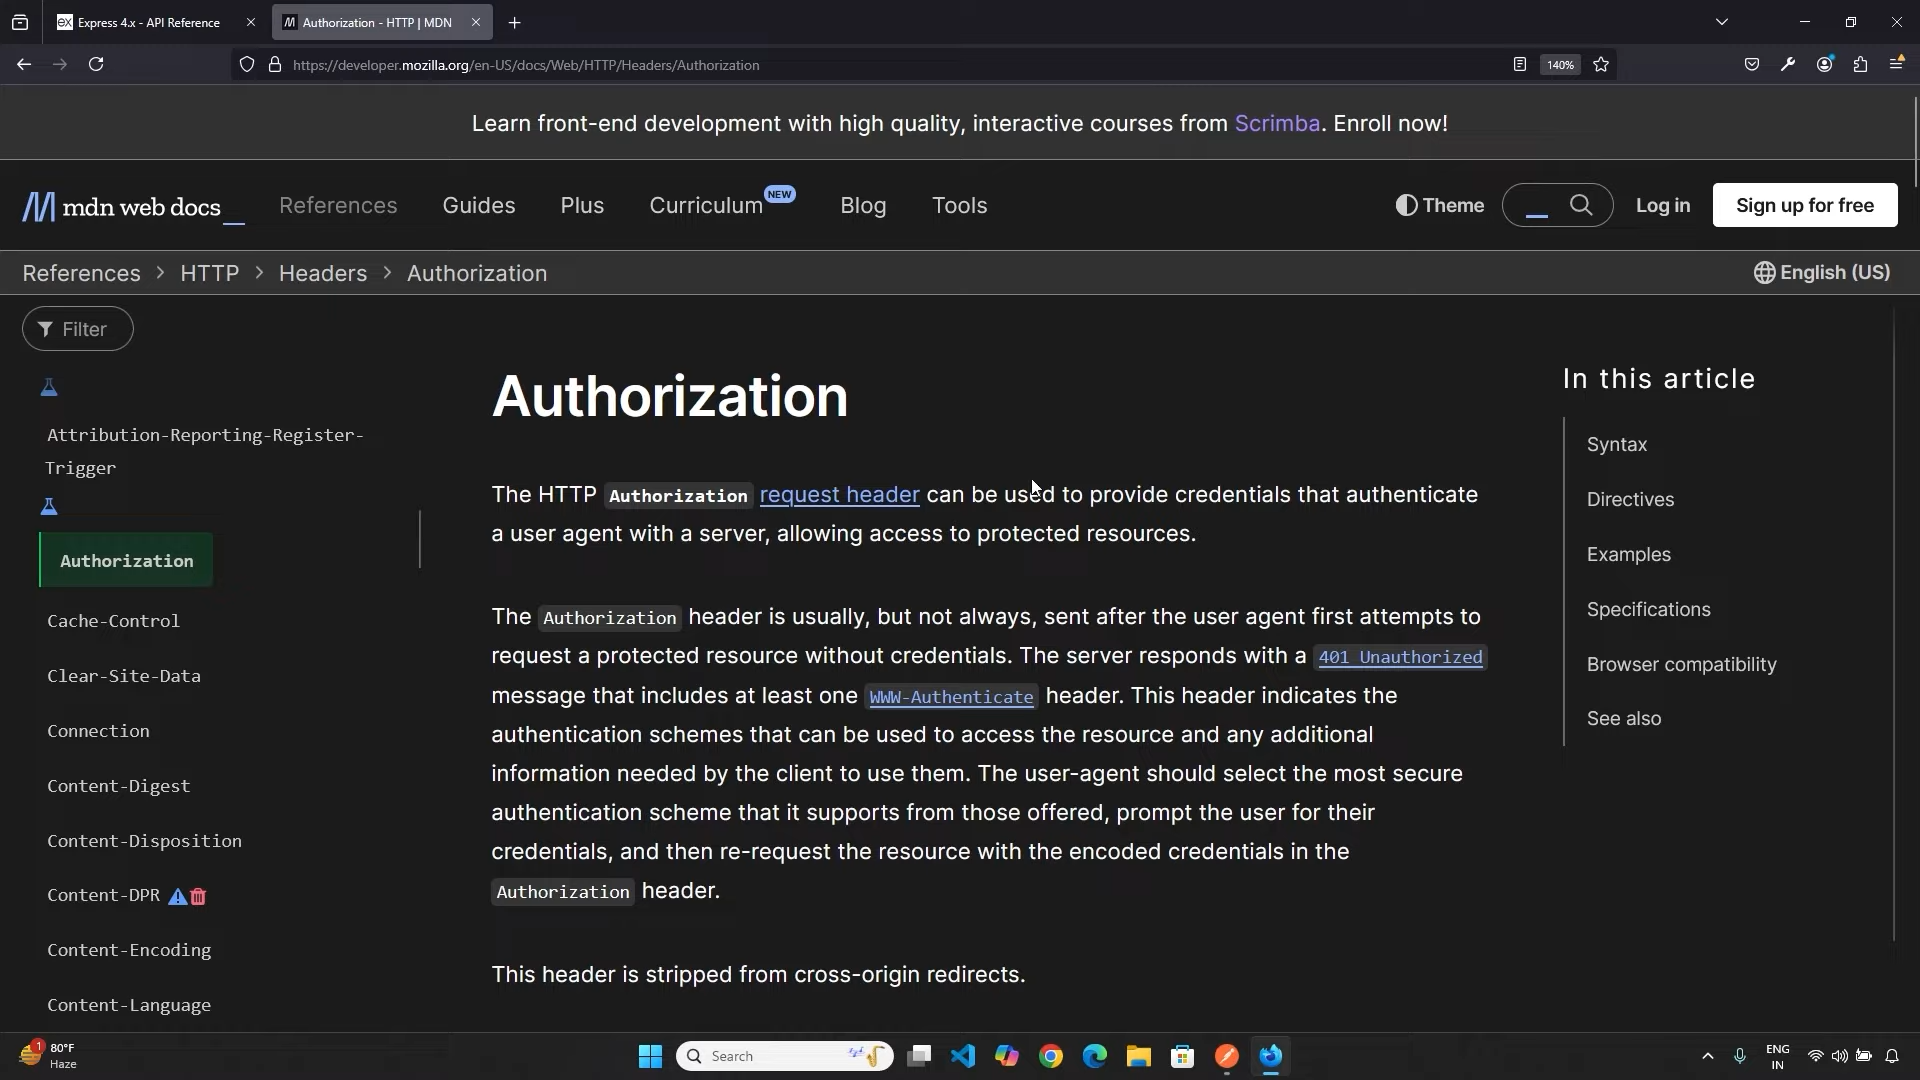 Express 4.x - API Reference
Authorization - HTTP | MDN
https://developer.mozilla.org/en-US/docs/Web/HTTP/Headers/Authorization
140%
Learn front-end development with high quality, interactive courses from Scrimba. Enroll now!
mdn web docs_
References
Guides
Plus
Curriculum NEW
Blog
Tools
Theme
Log in
Sign up for free
References > HTTP > Headers > Authorization
English (US)
Filter
Attribution-Reporting-Register-
Trigger
Authorization
Cache-Control
Clear-Site-Data
Connection
Content-Digest
Content-Disposition
Content-DPR
Content-Encoding
Content-Language
Authorization
The HTTP Authorization request header can be used to provide credentials that authenticate
a user agent with a server, allowing access to protected resources.
The Authorization header is usually, but not always, sent after the user agent first attempts to
request a protected resource without credentials. The server responds with a 401 Unauthorized
message that includes at least one WWW-Authenticate header. This header indicates the
authentication schemes that can be used to access the resource and any additional
information needed by the client to use them. The user-agent should select the most secure
authentication scheme that it supports from those offered, prompt the user for their
credentials, and then re-request the resource with the encoded credentials in the
Authorization header.
This header is stripped from cross-origin redirects.
In this article
Syntax
Directives
Examples
Specifications
Browser compatibility
See also
1
80°F
Haze
Search
ENG
IN